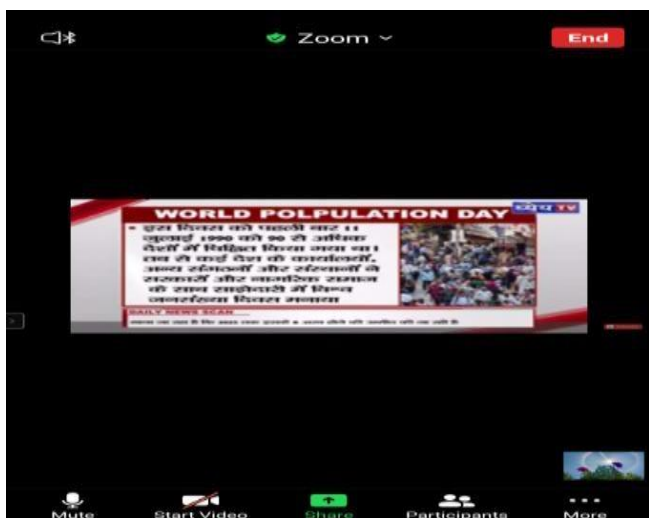 Zoom
End
WORLD POLPULATION DAY
ध्येय TV
• इस दिवस को पहली बार 11
जुलाई 1990 को 90 से अधिक
देशों में चिह्नित किया गया था।
तब से कई देश के कार्यालयों,
अन्य संगठनों और संस्थानों ने
सरकारों और नागरिक समाज
के साथ साझेदारी में विश्व
जनसंख्या दिवस मनाया
DAILY NEWS SCAN
Mute
Start Video
Share
Participants
More